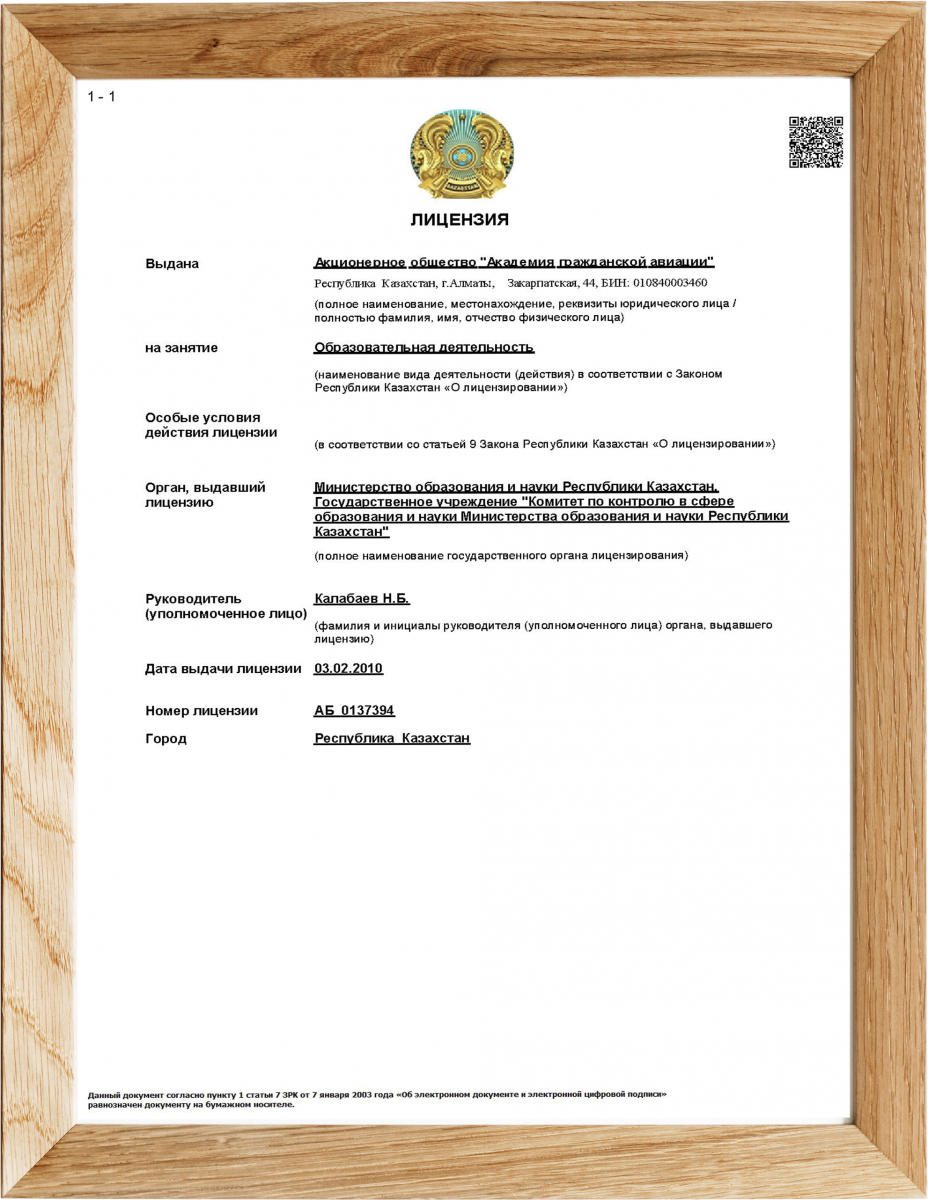 1 - 1
ҚАЗАҚСТАН
ЛИЦЕНЗИЯ
Выдана
Акционерное общество "Академия гражданской авиации"
Республика Казахстан, г.Алматы, Закарпатская, 44, БИН: 010840003460
(полное наименование, местонахождение, реквизиты юридического лица /
полностью фамилия, имя, отчество физического лица)
на занятие
Образовательная деятельность
(наименование вида деятельности (действия) в соответствии с Законом
Республики Казахстан «О лицензировании»)
Особые условия
действия лицензии
(в соответствии со статьей 9 Закона Республики Казахстан «О лицензировании»)
Орган, выдавший
лицензию
Министерство образования и науки Республики Казахстан.
Государственное учреждение "Комитет по контролю в сфере
образования и науки Министерства образования и науки Республики
Казахстан"
(полное наименование государственного органа лицензирования)
Руководитель
(уполномоченное лицо)
Калабаев Н.Б.
(фамилия и инициалы руководителя (уполномоченного лица) органа, выдавшего
лицензию)
Дата выдачи лицензии 03.02.2010
Номер лицензии АБ 0137394
Город Республика Казахстан
Данный документ согласно пункту 1 статьи 7 ЗРК от 7 января 2003 года «Об электронном документе и электронной цифровой подписи»
равнозначен документу на бумажном носителе.